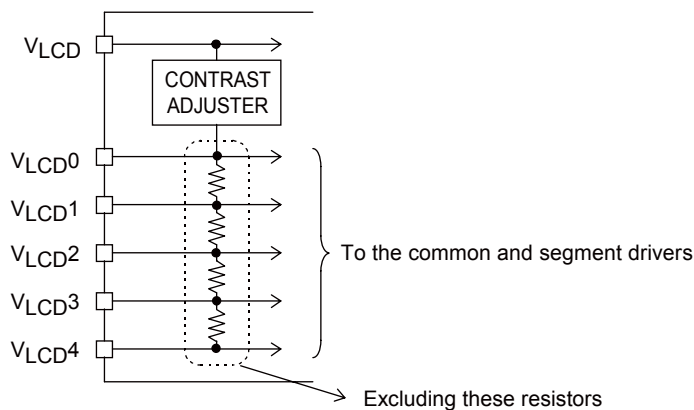 VLCD
CONTRAST
ADJUSTER
VLCD0
VLCD1
VLCD2
To the common and segment drivers
VLCD3
VLCD4
Excluding these resistors